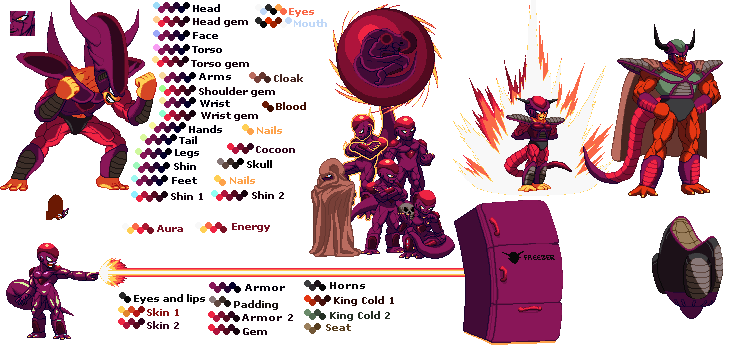 Head
Head gem
Face
Torso
Torso gem
Arms
Shoulder gem
Wrist
Wrist gem
Hands
Tail
Legs
Shin
Feet
Shin 1
Eyes
Mouth
Cloak
Blood
Nails
Cocoon
Skull
Nails
Shin 2
Aura
Energy
Eyes and lips
Skin 1
Skin 2
Armor
Padding
Armor 2
Gem
Horns
King Cold 1
King Cold 2
Seat
FREEZER